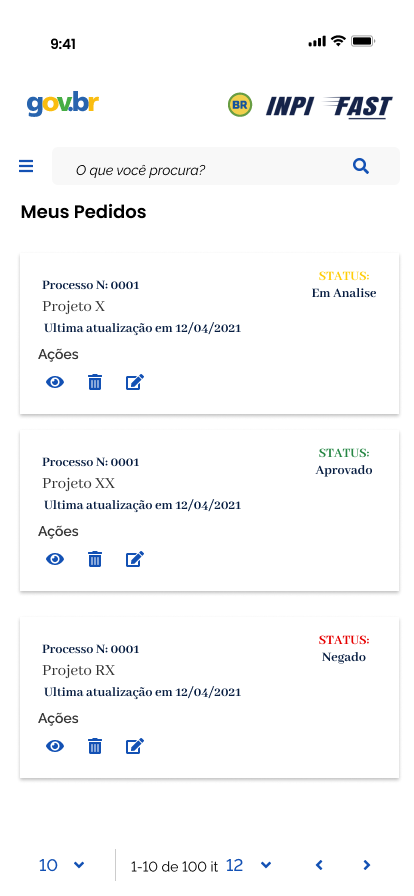 9:41
gov.br
BR INPI FAST
O que você procura?
Meus Pedidos
STATUS:
Processo N: 0001
Em Analise
Projeto X
Ultima atualização em 12/04/2021
Ações
STATUS:
Processo N: 0001
Aprovado
Projeto XX
Ultima atualização em 12/04/2021
Ações
STATUS:
Processo N: 0001
Negado
Projeto RX
Ultima atualização em 12/04/2021
Ações
10 1-10 de 100 it 12